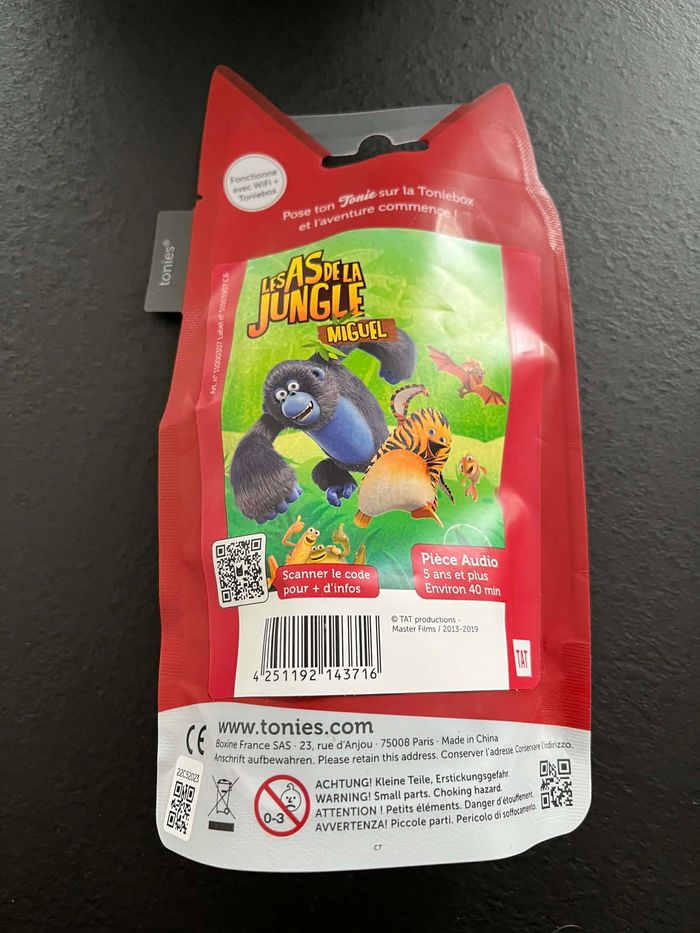 Fonctionne
avec WiFi +
Toniebox
Pose ton Tonie sur la Toniebox
et l'aventure commence !
tonies®
LES AS DE LA
JUNGLE
MIGUEL
Scanner le code
pour + d'infos
Pièce Audio
5 ans et plus
Environ 40 min
4 251192 143716
© TAT productions -
Master Films / 2013-2019
TAT
CE
www.tonies.com
Boxine France SAS · 23, rue d'Anjou · 75008 Paris · Made in China
Anschrift aufbewahren. Please retain this address. Conserver l'adresse. Conservare l'indirizzo.
22C52023
0-3
ACHTUNG! Kleine Teile, Erstickungsgefahr.
WARNING! Small parts. Choking hazard.
ATTENTION ! Petits éléments. Danger d'étouffement.
AVVERTENZA! Piccole parti. Pericolo di soffocamento.
C7